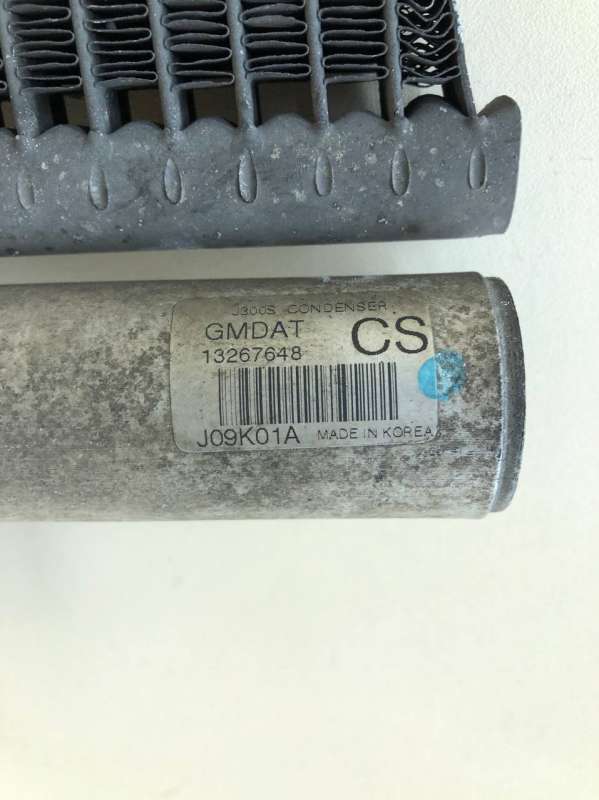 J300S CONDENSER
GMDAT CS
13267648
J09K01A MADE IN KOREA